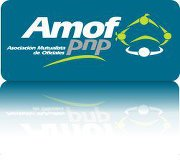 Amof
pnp
Asociación Mutualista
de Oficiales